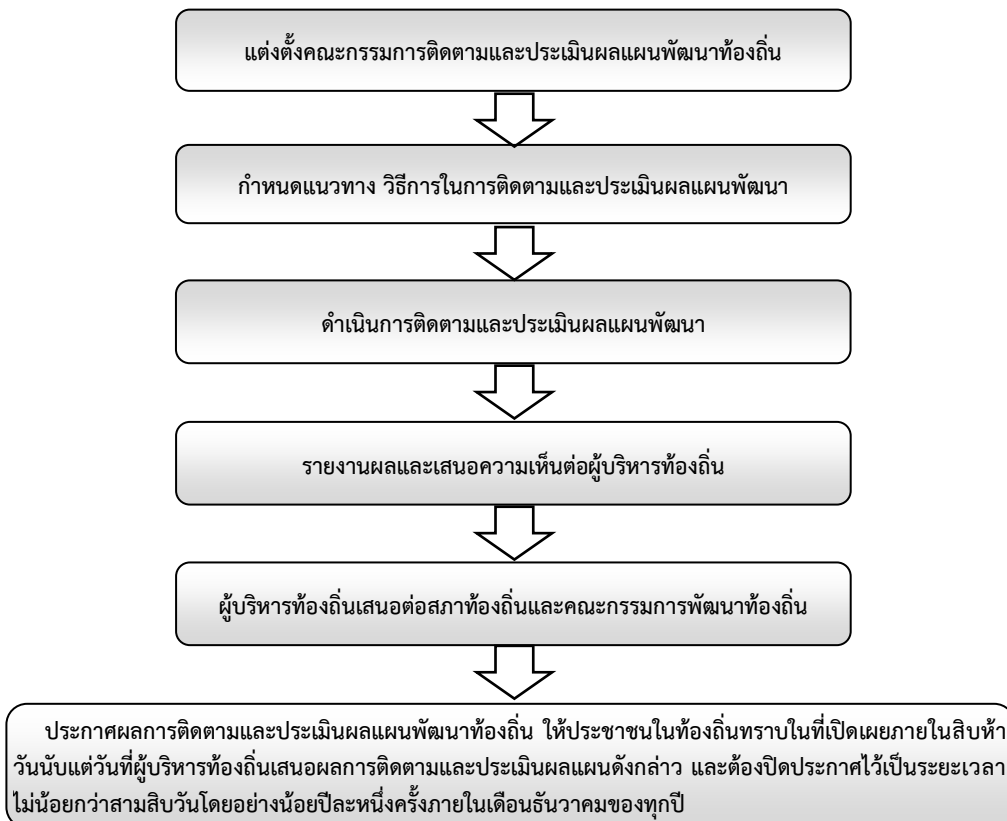 แต่งตั้งคณะกรรมการติดตามและประเมินผลแผนพัฒนาท้องถิ่น
กำหนดแนวทาง วิธีการในการติดตามและประเมินผลแผนพัฒนา
ดำเนินการติดตามและประเมินผลแผนพัฒนา
รายงานผลและเสนอความเห็นต่อผู้บริหารท้องถิ่น
ผู้บริหารท้องถิ่นเสนอต่อสภาท้องถิ่นและคณะกรรมการพัฒนาท้องถิ่น
ประกาศผลการติดตามและประเมินผลแผนพัฒนาท้องถิ่น ให้ประชาชนในท้องถิ่นทราบในที่เปิดเผยภายในสิบห้า
วันนับแต่วันที่ผู้บริหารท้องถิ่นเสนอผลการติดตามและประเมินผลแผนดังกล่าว และต้องปิดประกาศไว้เป็นระยะเวลา
ไม่น้อยกว่าสามสิบวันโดยอย่างน้อยปีละหนึ่งครั้งภายในเดือนธันวาคมของทุกปี